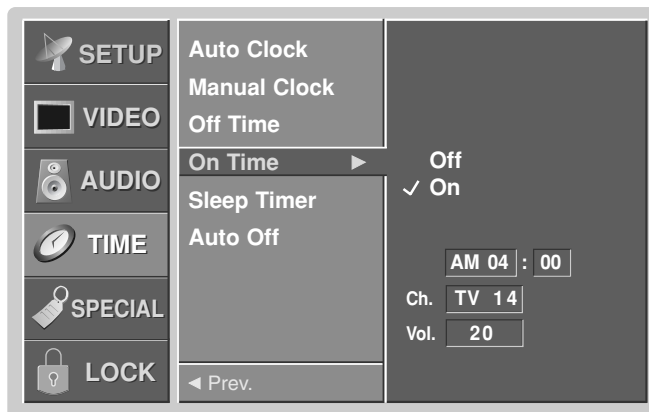 SETUP
VIDEO
AUDIO
TIME
SPECIAL
LOCK
Auto Clock
Manual Clock
Off Time
On Time ►
Sleep Timer
Auto Off
◄ Prev.
Off
✓ On
AM 04 : 00
Ch. TV 14
Vol. 20